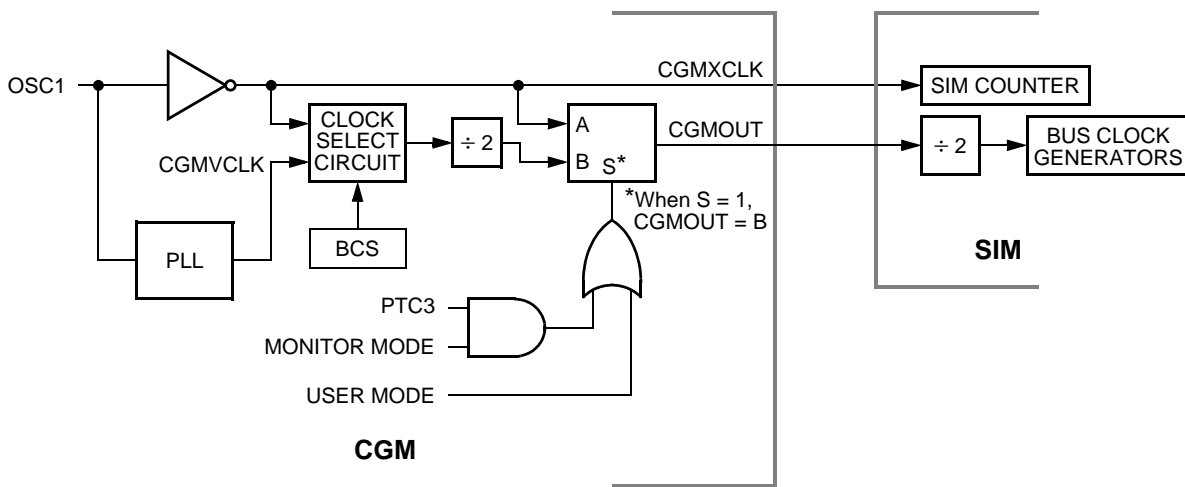 OSC1
CGMXCLK
SIM COUNTER
CLOCK
SELECT
CIRCUIT
÷ 2
A
B
S*
CGMOUT
÷ 2
BUS CLOCK
GENERATORS
CGMVCLK
*When S = 1,
CGMOUT = B
PLL
BCS
SIM
PTC3
MONITOR MODE
USER MODE
CGM